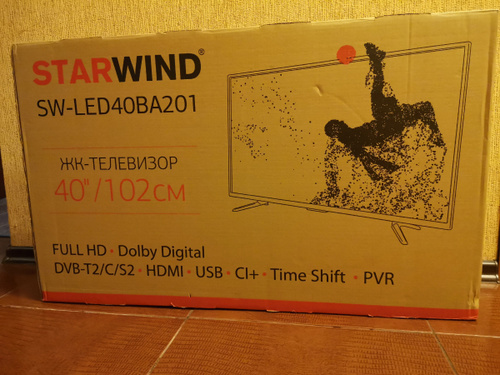 STARWIND®
SW-LED40BA201
ЖК-ТЕЛЕВИЗОР
40"/102СМ
FULL HD • Dolby Digital
DVB-T2/C/S2 • HDMI • USB • CI+ • Time Shift • PVR